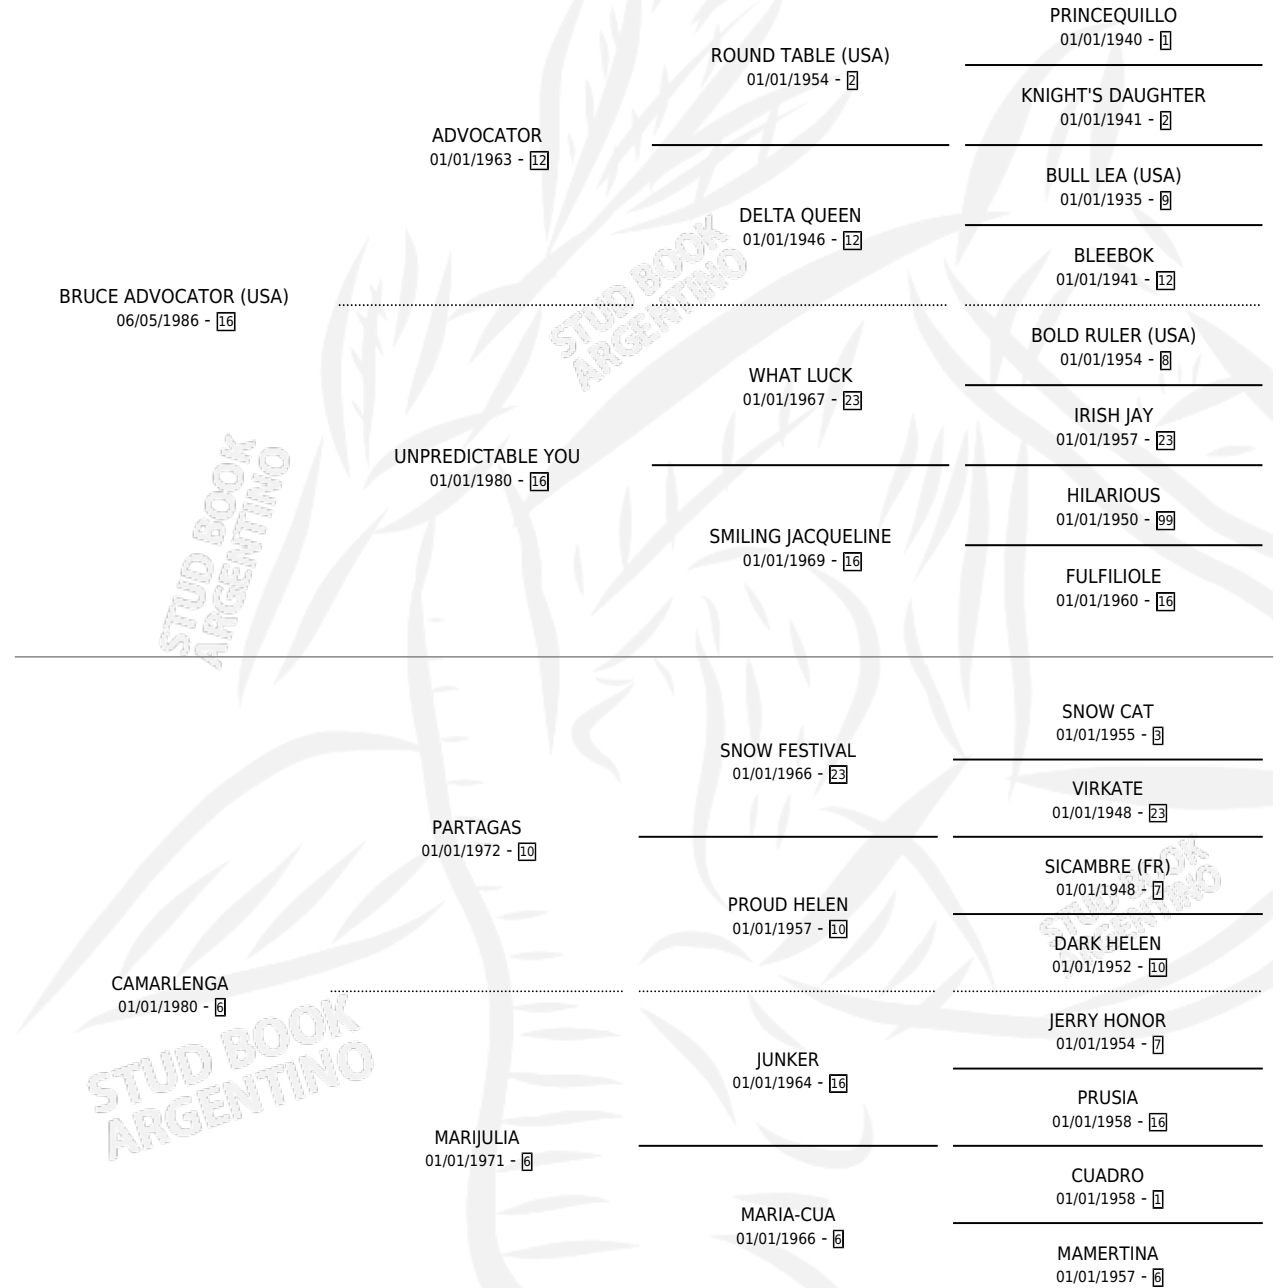 PRINCEQUILLO
01/01/1940 - 1
ROUND TABLE (USA)
01/01/1954 - 2
KNIGHT'S DAUGHTER
01/01/1941 - 2
ADVOCATOR
01/01/1963 - 12
BULL LEA (USA)
01/01/1935 - 9
DELTA QUEEN
01/01/1946 - 12
BLEEBOK
01/01/1941 - 12
BRUCE ADVOCATOR (USA)
06/05/1986 - 16
BOLD RULER (USA)
01/01/1954 - 8
WHAT LUCK
01/01/1967 - 23
IRISH JAY
01/01/1957 - 23
UNPREDICTABLE YOU
01/01/1980 - 16
HILARIOUS
01/01/1950 - 99
SMILING JACQUELINE
01/01/1969 - 16
FULFILIOLE
01/01/1960 - 16
SNOW CAT
01/01/1955 - 3
SNOW FESTIVAL
01/01/1966 - 23
VIRKATE
01/01/1948 - 23
PARTAGAS
01/01/1972 - 10
SICAMBRE (FR)
01/01/1948 - 7
PROUD HELEN
01/01/1957 - 10
DARK HELEN
01/01/1952 - 10
CAMARLENGA
01/01/1980 - 6
JERRY HONOR
01/01/1954 - 7
JUNKER
01/01/1964 - 16
PRUSIA
01/01/1958 - 16
MARIJULIA
01/01/1971 - 6
CUADRO
01/01/1958 - 1
MARIA-CUA
01/01/1966 - 6
MAMERTINA
01/01/1957 - 6
STUD BOOK
ARGENTINO
STUD BOOK
ARGENTINO
STUD BOOK
ARGENTINO
STUD BOOK
ARGENTINO